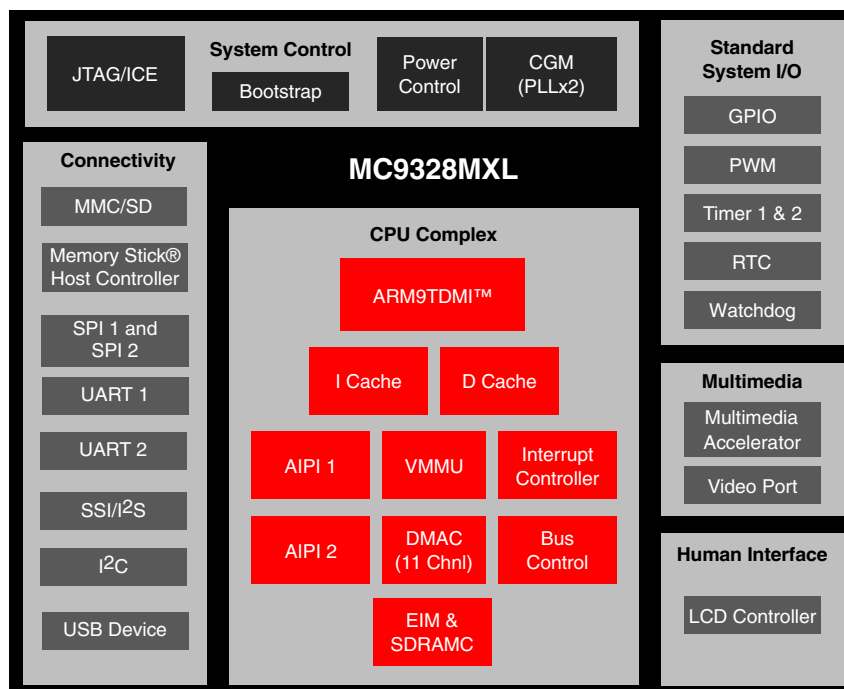 System Control
JTAG/ICE
Bootstrap
Power
Control
CGM
(PLLx2)
Standard
System I/O
GPIO
PWM
Timer 1 & 2
RTC
Watchdog
Connectivity
MMC/SD
Memory Stick®
Host Controller
SPI 1 and
SPI 2
UART 1
UART 2
SSI/I2S
I2C
USB Device
MC9328MXL
CPU Complex
ARM9TDMI™
I Cache
D Cache
AIPI 1
VMMU
Interrupt
Controller
AIPI 2
DMAC
(11 Chnl)
Bus
Control
EIM &
SDRAMC
Multimedia
Multimedia
Accelerator
Video Port
Human Interface
LCD Controller